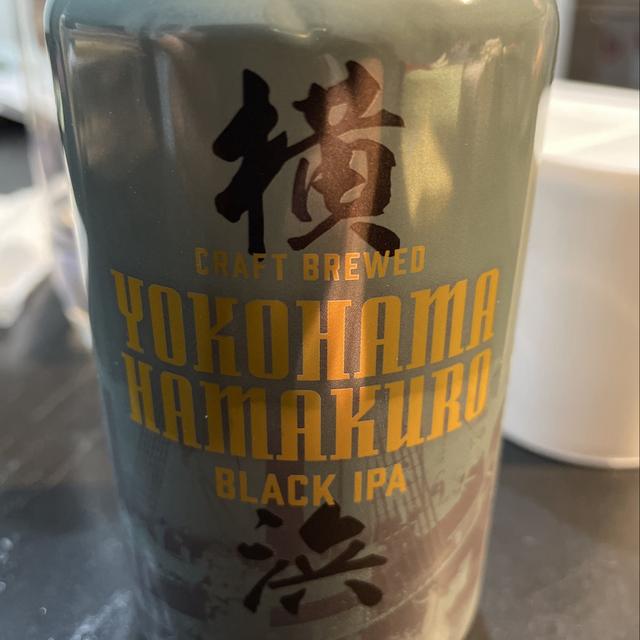 横
CRAFT BREWED
YOKOHAMA
HAMAKURO
BLACK IPA
浜